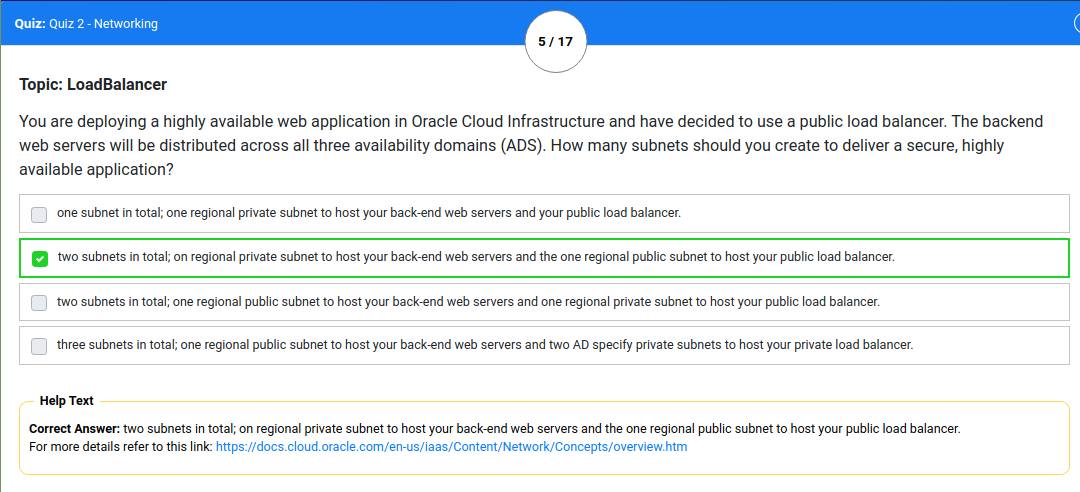 Quiz: Quiz 2 - Networking
5 / 17
Topic: LoadBalancer
You are deploying a highly available web application in Oracle Cloud Infrastructure and have decided to use a public load balancer. The backend
web servers will be distributed across all three availability domains (ADS). How many subnets should you create to deliver a secure, highly
available application?
one subnet in total; one regional private subnet to host your back-end web servers and your public load balancer.
two subnets in total; on regional private subnet to host your back-end web servers and the one regional public subnet to host your public load balancer.
two subnets in total; one regional public subnet to host your back-end web servers and one regional private subnet to host your public load balancer.
three subnets in total; one regional public subnet to host your back-end web servers and two AD specify private subnets to host your private load balancer.
Help Text
Correct Answer: two subnets in total; on regional private subnet to host your back-end web servers and the one regional public subnet to host your public load balancer.
For more details refer to this link: https://docs.cloud.oracle.com/en-us/iaas/Content/Network/Concepts/overview.htm